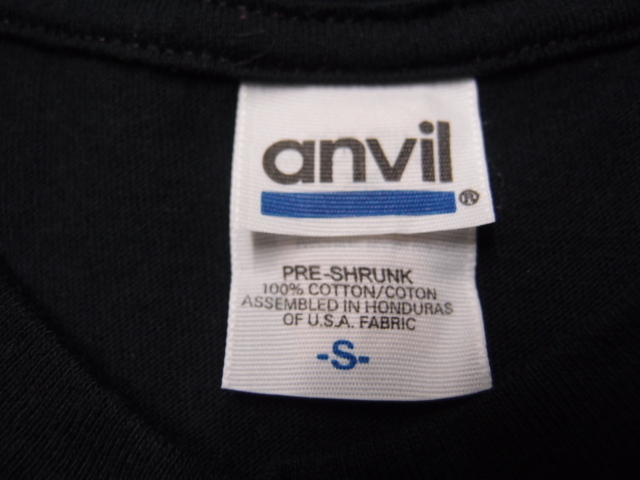 anvil
®
PRE-SHRUNK
100% COTTON/COTON
ASSEMBLED IN HONDURAS
OF U.S.A. FABRIC
-S-